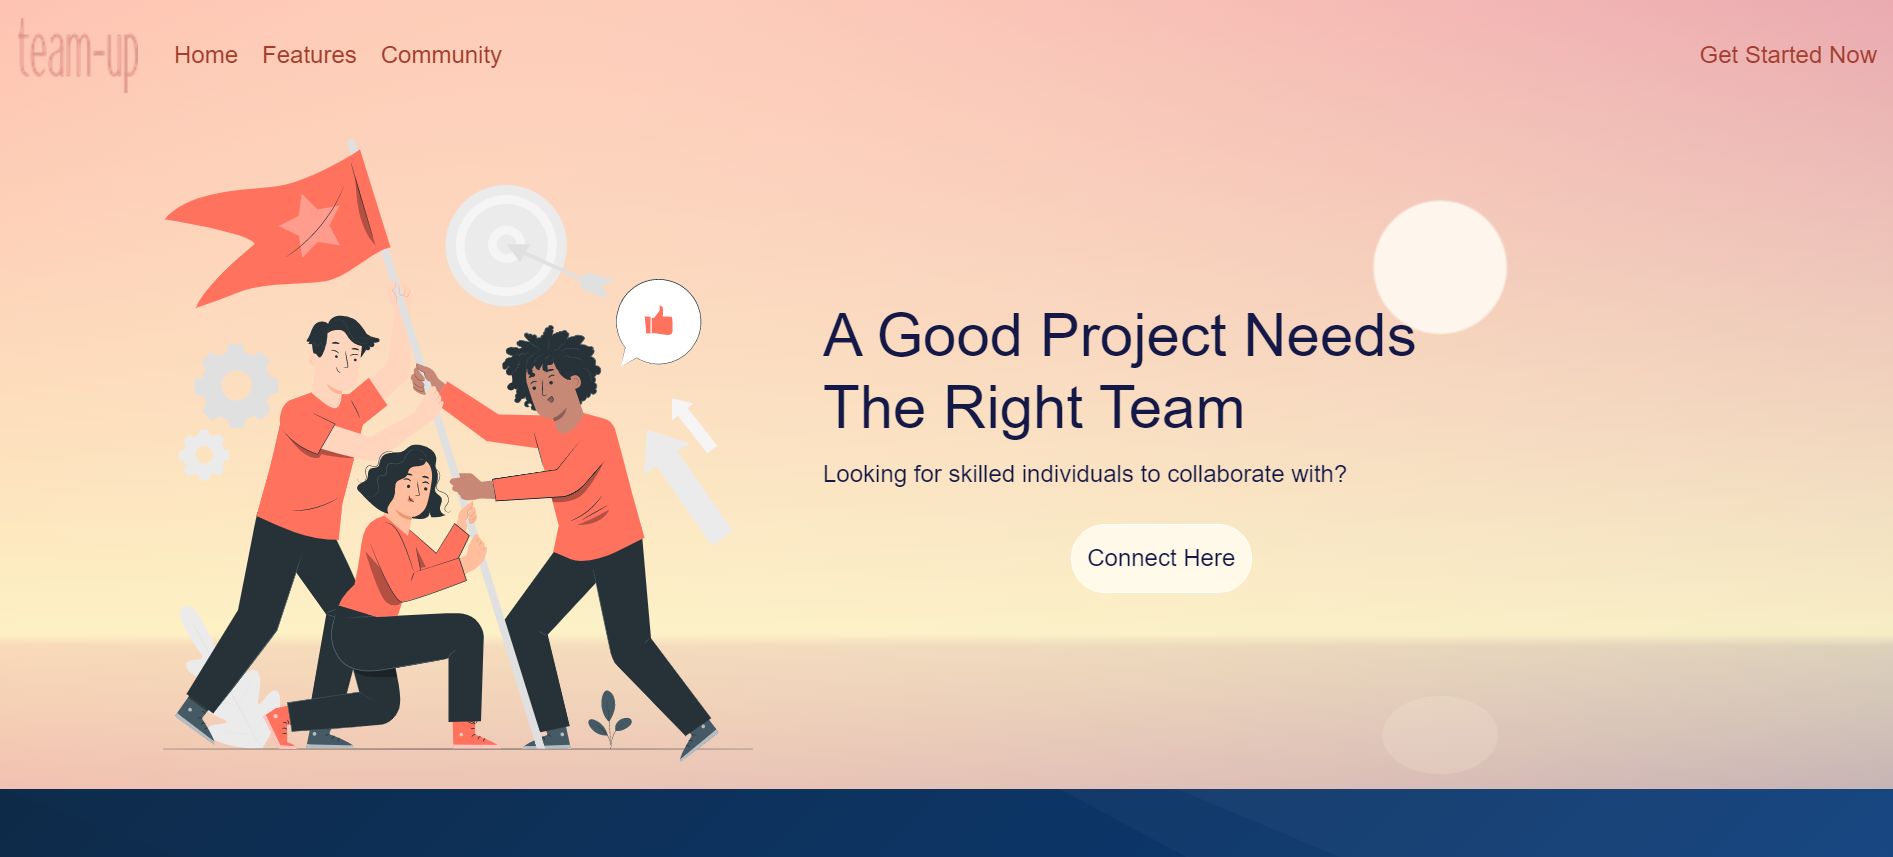 team-up
Home Features Community
Get Started Now
A Good Project Needs
The Right Team
Looking for skilled individuals to collaborate with?
Connect Here